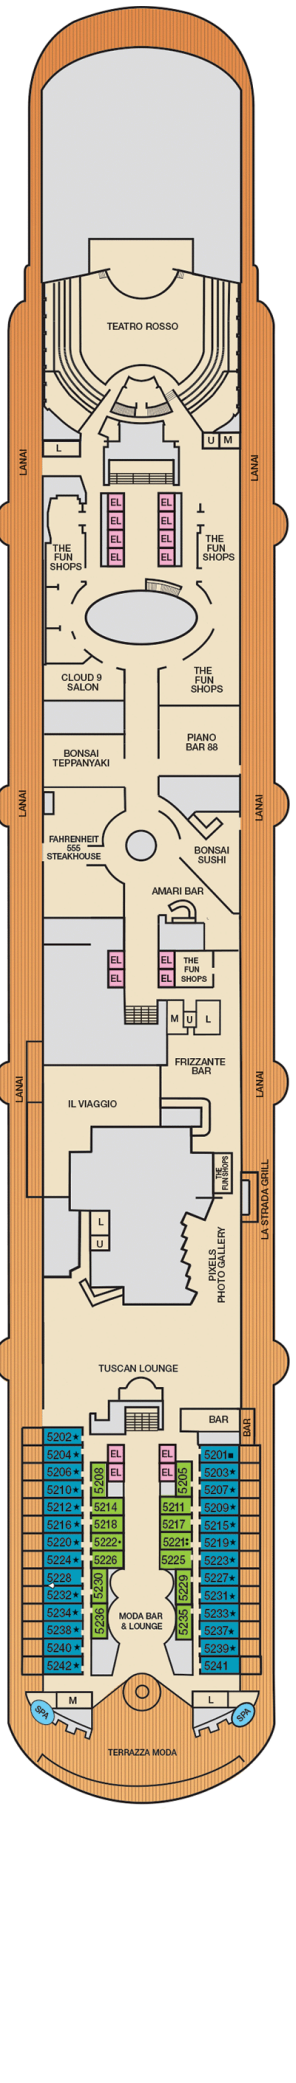 TEATRO ROSSO
L
U M
LANAI
LANAI
EL EL
EL EL
EL EL
EL EL
THE
FUN
SHOPS
THE
FUN
SHOPS
CLOUD 9
SALON
THE
FUN
SHOPS
PIANO
BAR 88
BONSAI
TEPPANYAKI
LANAI
LANAI
FAHRENHEIT
555
STEAKHOUSE
BONSAI
SUSHI
AMARI BAR
EL EL
EL EL
THE
FUN
SHOPS
M U L
FRIZZANTE
BAR
LANAI
LANAI
IL VIAGGIO
THE
FUN SHOPS
LA STRADA GRILL
L
U
PIXELS
PHOTO GALLERY
TUSCAN LOUNGE
BAR
BAR
5202★
5204★ EL EL 5201■
5206★ 5208 EL EL 5205 5203★
5210★ 5207★
5212★ 5214 5211 5209★
5216★ 5218 5217 5215★
5220★ 5222• 5221 5219★
5224★ 5226 5225 5223★
5228 5230 5229 5227★
5232★ 5231★
5234★ 5236 5235 5233★
5238★ 5237★
5240★ 5239★
5242★ 5241
MODA BAR
& LOUNGE
M
L
SPA
SPA
TERRAZZA MODA